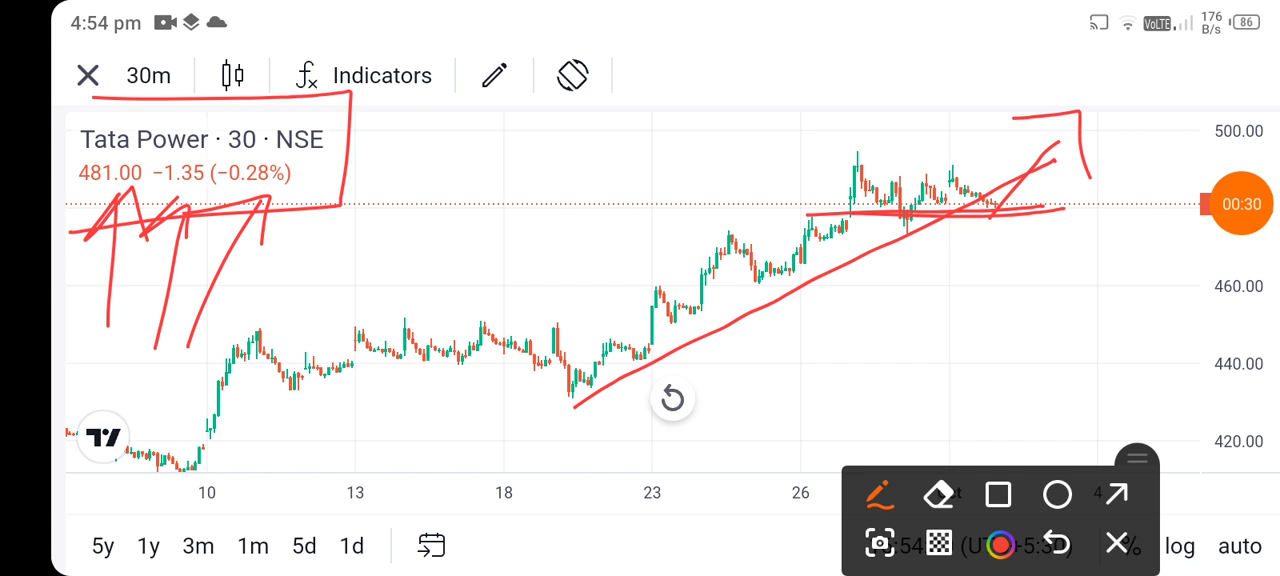 4:54 pm VoLTE 176 B/s 86
30m Indicators
Tata Power · 30 · NSE
481.00 −1.35 (−0.28%)
500.00
00:30
460.00
440.00
420.00
10 13 18 23 26 4
5y 1y 3m 1m 5d 1d % log auto